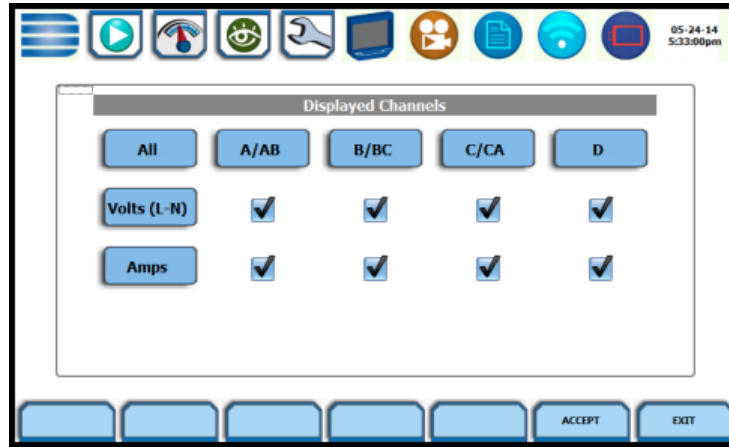 05-24-14
5:33:00pm
Displayed Channels
All A/AB B/BC C/CA D
Volts (L-N)
Amps
ACCEPT EXIT